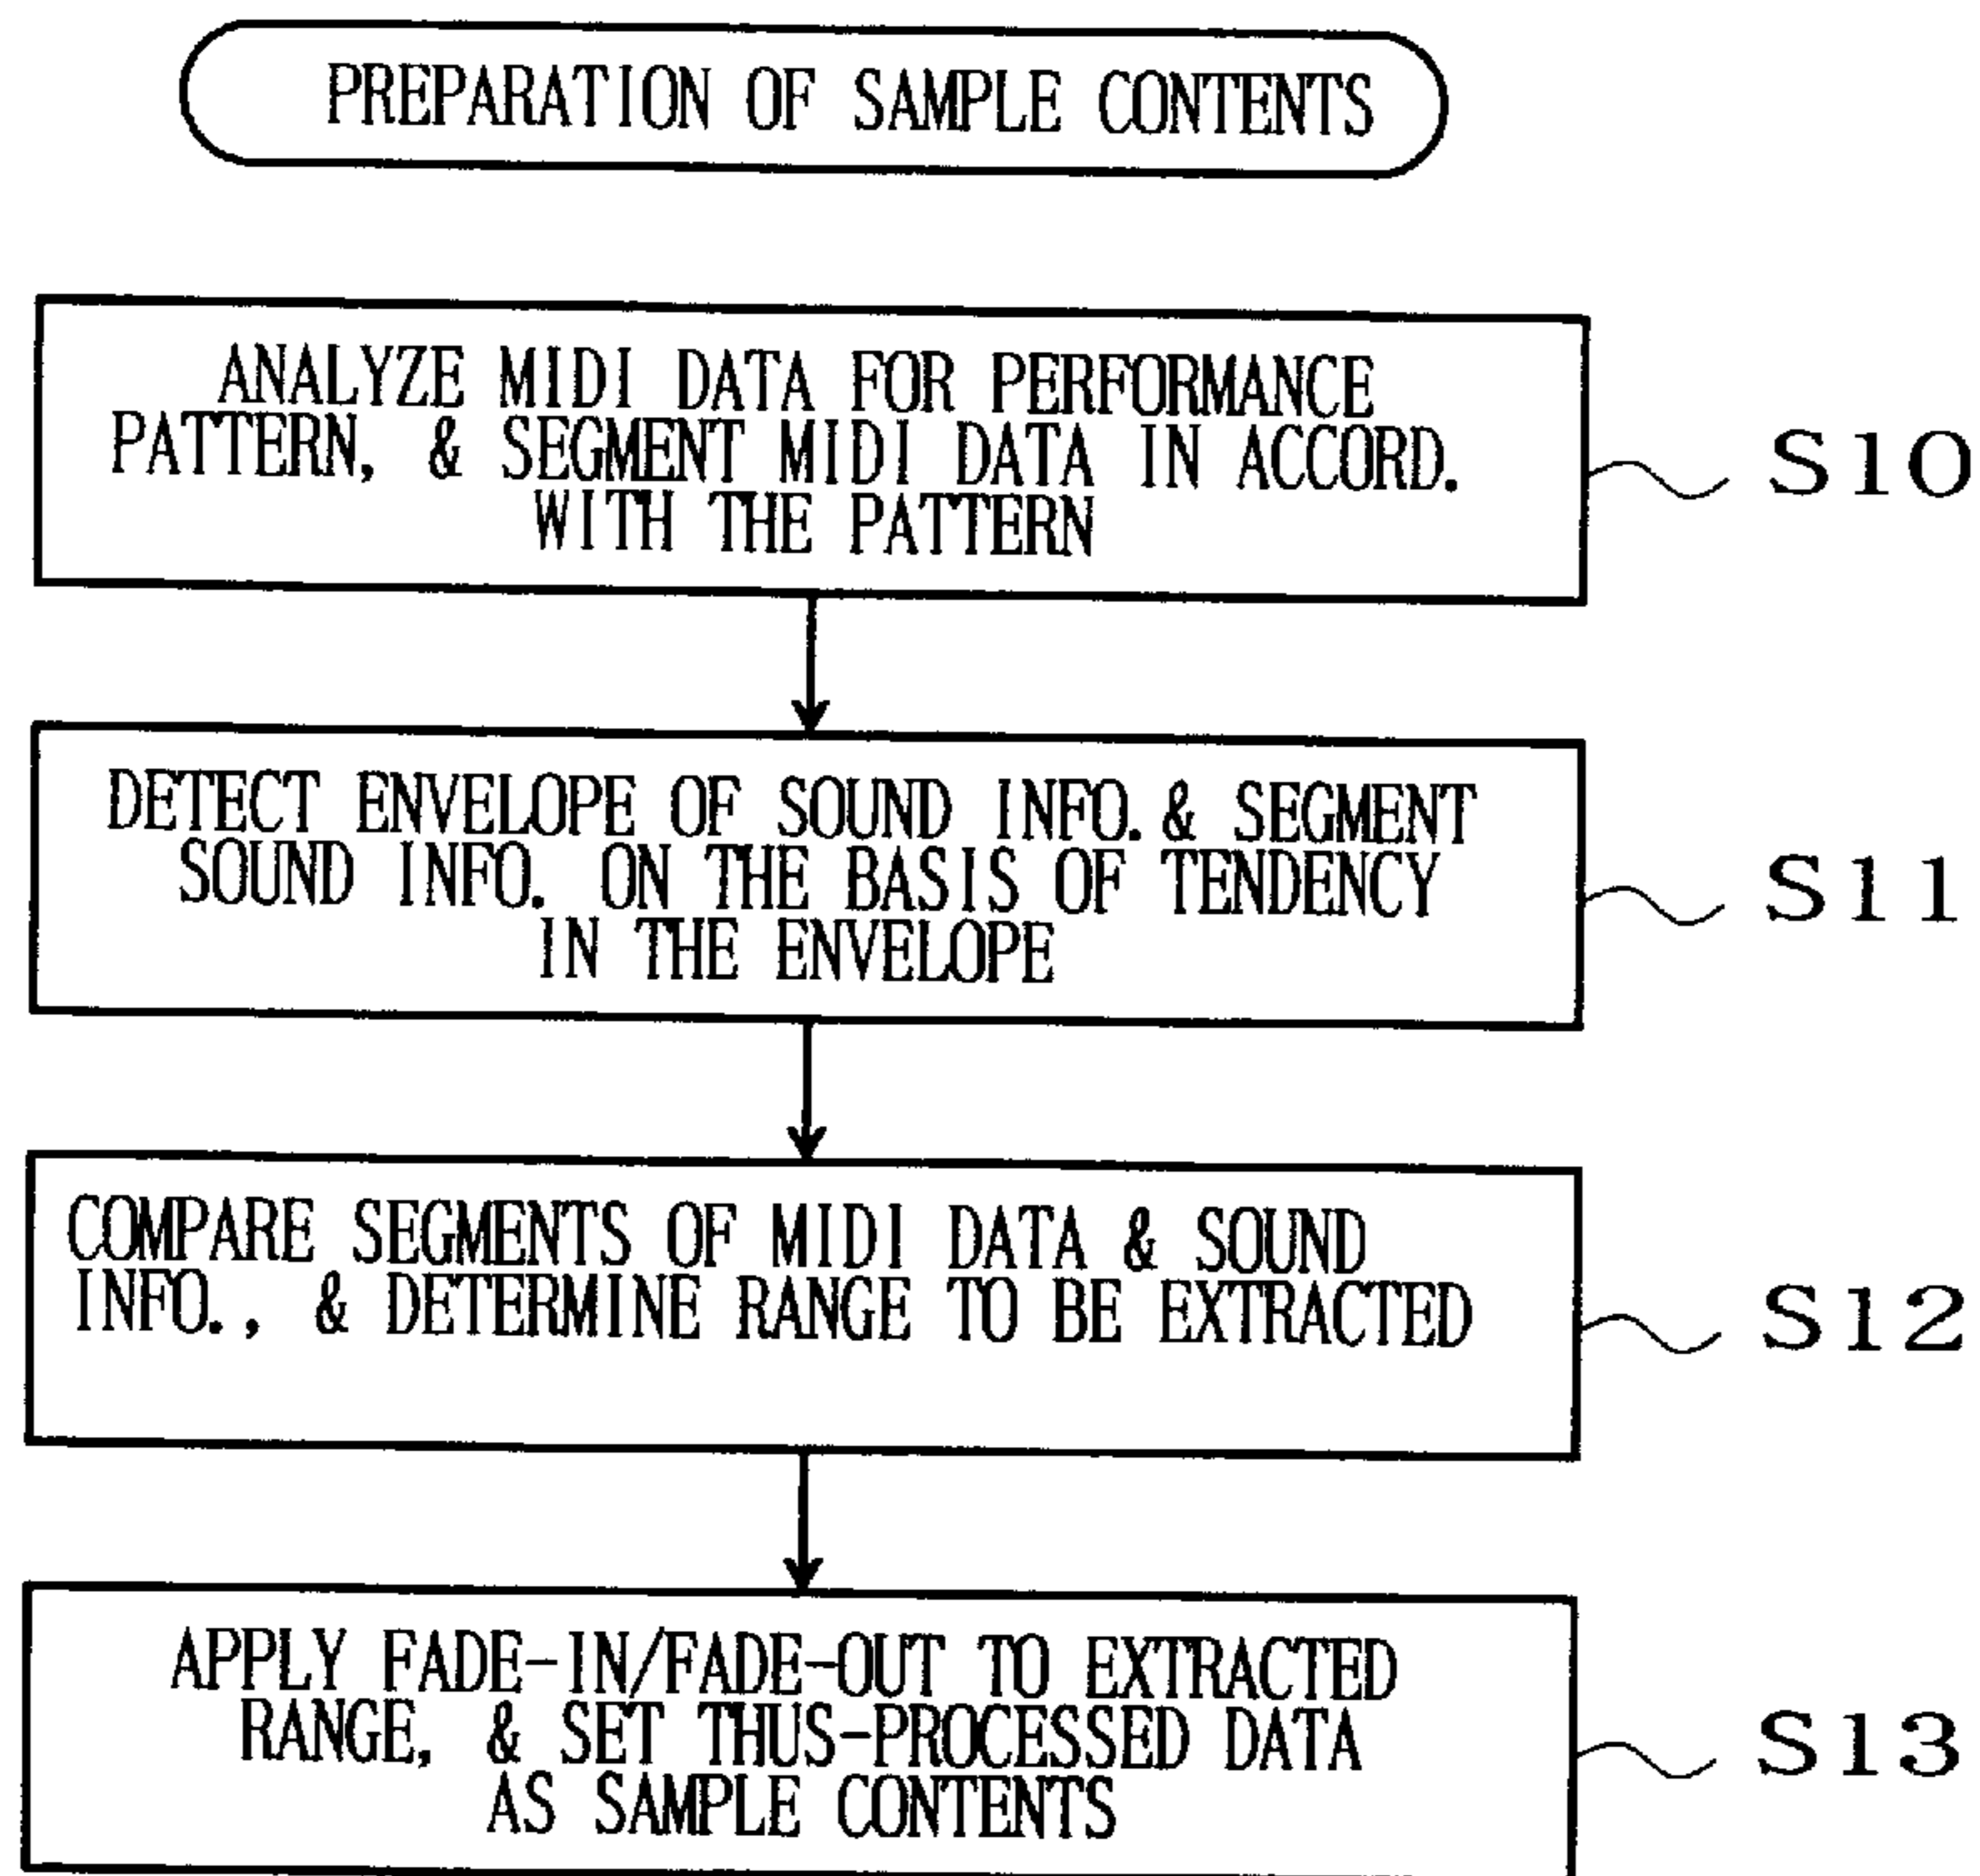 PREPARATION OF SAMPLE CONTENTS
ANALYZE MIDI DATA FOR PERFORMANCE
PATTERN, & SEGMENT MIDI DATA IN ACCORD.
WITH THE PATTERN
S10
DETECT ENVELOPE OF SOUND INFO.& SEGMENT
SOUND INFO. ON THE BASIS OF TENDENCY
IN THE ENVELOPE
S11
COMPARE SEGMENTS OF MIDI DATA & SOUND
INFO., & DETERMINE RANGE TO BE EXTRACTED
S12
APPLY FADE-IN/FADE-OUT TO EXTRACTED
RANGE, & SET THUS-PROCESSED DATA
AS SAMPLE CONTENTS
S13